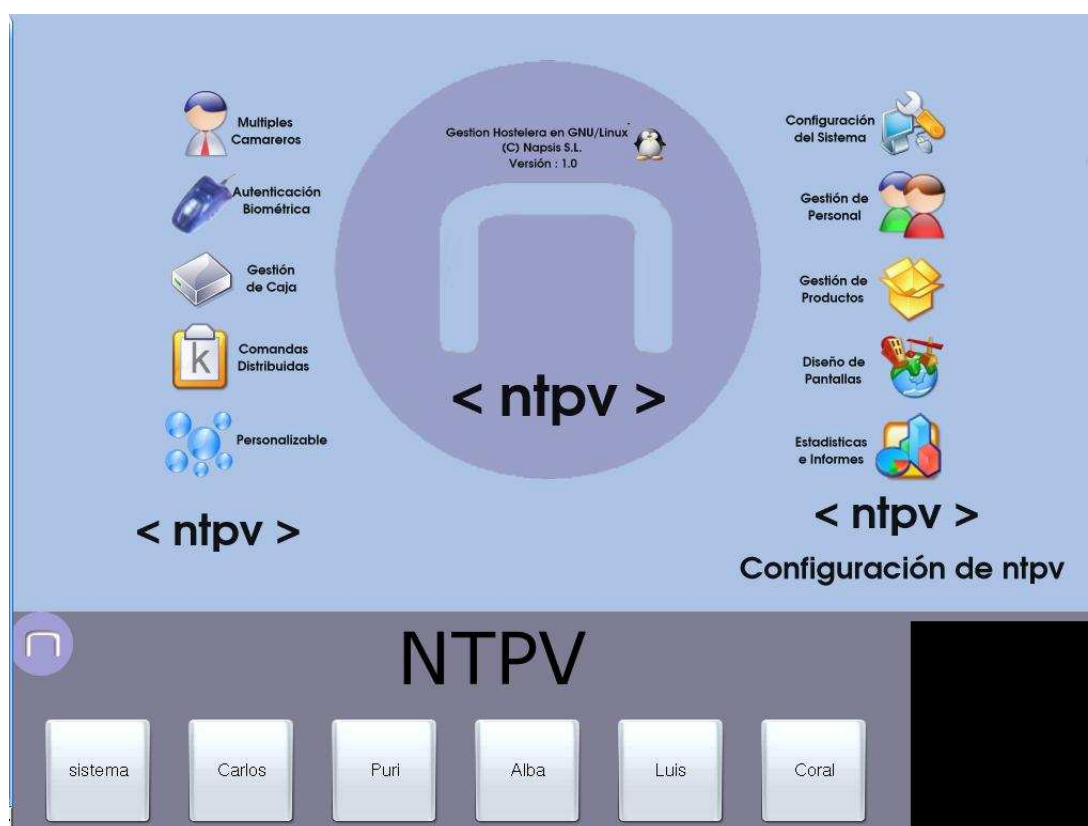 Multiples
Camareros
Autenticación
Biométrica
Gestión
de Caja
k
Comandas
Distribuidas
Personalizable
< ntpv >
Gestion Hostelera en GNU/Linux
(C) Napsis S.L.
Versión : 1.0
< ntpv >
Configuración
del Sistema
Gestión de
Personal
Gestión de
Productos
Diseño de
Pantallas
Estadisticas
e Informes
< ntpv >
Configuración de ntpv
NTPV
sistema
Carlos
Puri
Alba
Luis
Coral